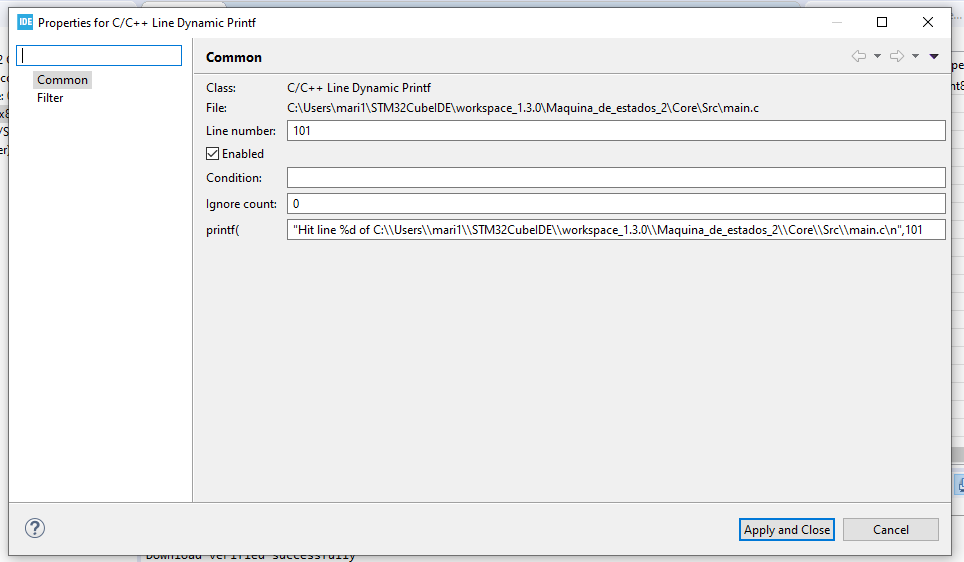 IDE Properties for C/C++ Line Dynamic Printf
Common
Filter
Common
Class: C/C++ Line Dynamic Printf
File: C:\Users\mari1\STM32CubeIDE\workspace_1.3.0\Maquina_de_estados_2\Core\Src\main.c
Line number: 101
Enabled
Condition:
Ignore count: 0
printf( "Hit line %d of C:\\Users\\mari1\\STM32CubeIDE\\workspace_1.3.0\\Maquina_de_estados_2\\Core\\Src\\main.c\n",101
?
Apply and Close
Cancel
Download verified successfully